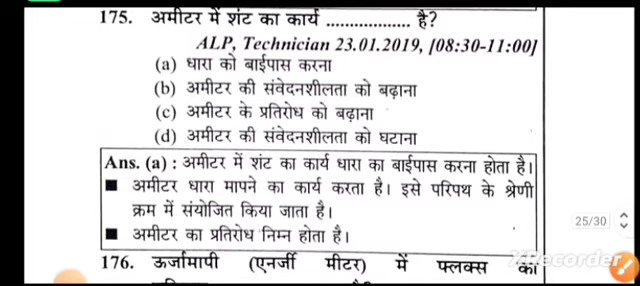 175. अमीटर में शंट का कार्य .................. है?
ALP, Technician 23.01.2019, [08:30-11:00]
(a) धारा को बाईपास करना
(b) अमीटर की संवेदनशीलता को बढ़ाना
(c) अमीटर के प्रतिरोध को बढ़ाना
(d) अमीटर की संवेदनशीलता को घटाना
Ans. (a) : अमीटर में शंट का कार्य धारा का बाईपास करना होता है।
■ अमीटर धारा मापने का कार्य करता है। इसे परिपथ के श्रेणी
क्रम में संयोजित किया जाता है।
25/30
■ अमीटर का प्रतिरोध निम्न होता है।
XRecorder
176. ऊर्जामापी (एनर्जी मीटर) में फ्लक्स का